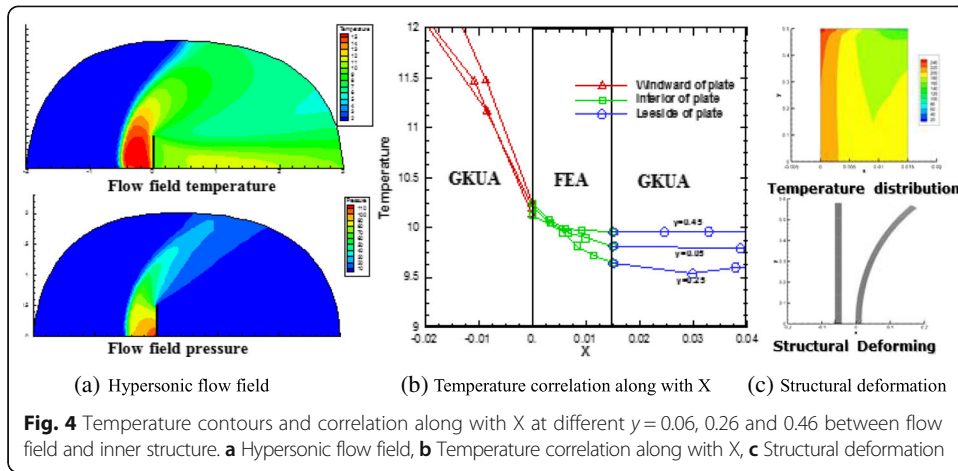 Temperature
Flow field temperature
Pressure
Flow field pressure
(a) Hypersonic flow field
12
11.5
11
10.5
10
9.5
9
Temperature
Windward of plate
Interior of plate
Leeside of plate
GKUA
FEA
GKUA
y=0.45
y=0.05
y=0.25
-0.02
-0.01
0.
0.01
0.02
0.03
0.04
X
(b) Temperature correlation along with X
Temperature distribution
Structural Deforming
(c) Structural deformation
Fig. 4 Temperature contours and correlation along with X at different y = 0.06, 0.26 and 0.46 between flow
field and inner structure. a Hypersonic flow field, b Temperature correlation along with X, c Structural deformation